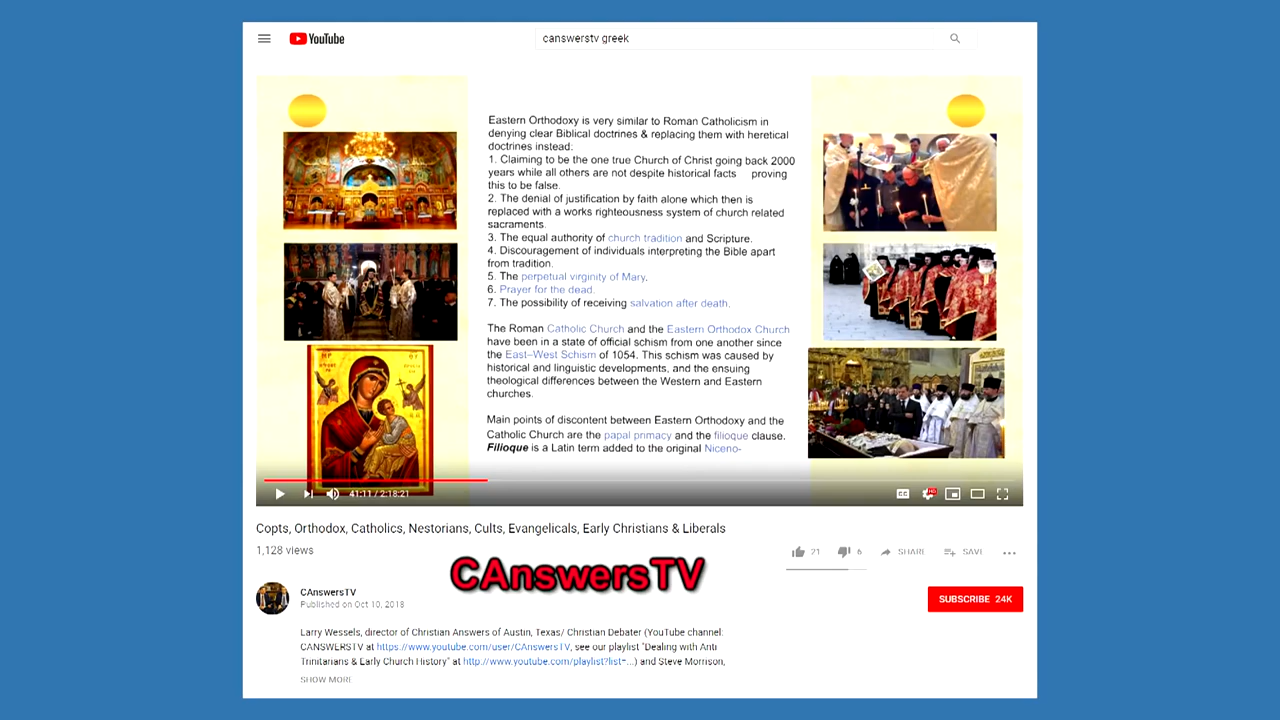 YouTube
canswerstv greek
Eastern Orthodoxy is very similar to Roman Catholicism in
denying clear Biblical doctrines & replacing them with heretical
doctrines instead:
1. Claiming to be the one true Church of Christ going back 2000
years while all others are not despite historical facts proving
this to be false.
2. The denial of justification by faith alone which then is
replaced with a works righteousness system of church related
sacraments.
3. The equal authority of church tradition and Scripture.
4. Discouragement of individuals interpreting the Bible apart
from tradition.
5. The perpetual virginity of Mary.
6. Prayer for the dead.
7. The possibility of receiving salvation after death.
The Roman Catholic Church and the Eastern Orthodox Church
have been in a state of official schism from one another since
the East–West Schism of 1054. This schism was caused by
historical and linguistic developments, and the ensuing
theological differences between the Western and Eastern
churches.
Main points of discontent between Eastern Orthodoxy and the
Catholic Church are the papal primacy and the filioque clause.
Filioque is a Latin term added to the original Niceno-
41:11 / 2:18:21
CC
HD
Copts, Orthodox, Catholics, Nestorians, Cults, Evangelicals, Early Christians & Liberals
1,128 views
21 6 SHARE SAVE
CAnswersTV
CAnswersTV
Published on Oct 10, 2018
SUBSCRIBE 24K
Larry Wessels, director of Christian Answers of Austin, Texas/ Christian Debater (YouTube channel:
CANSWERSTV at https://www.youtube.com/user/CAnswersTV, see our playlist "Dealing with Anti
Trinitarians & Early Church History" at http://www.youtube.com/playlist?list=...) and Steve Morrison,
SHOW MORE